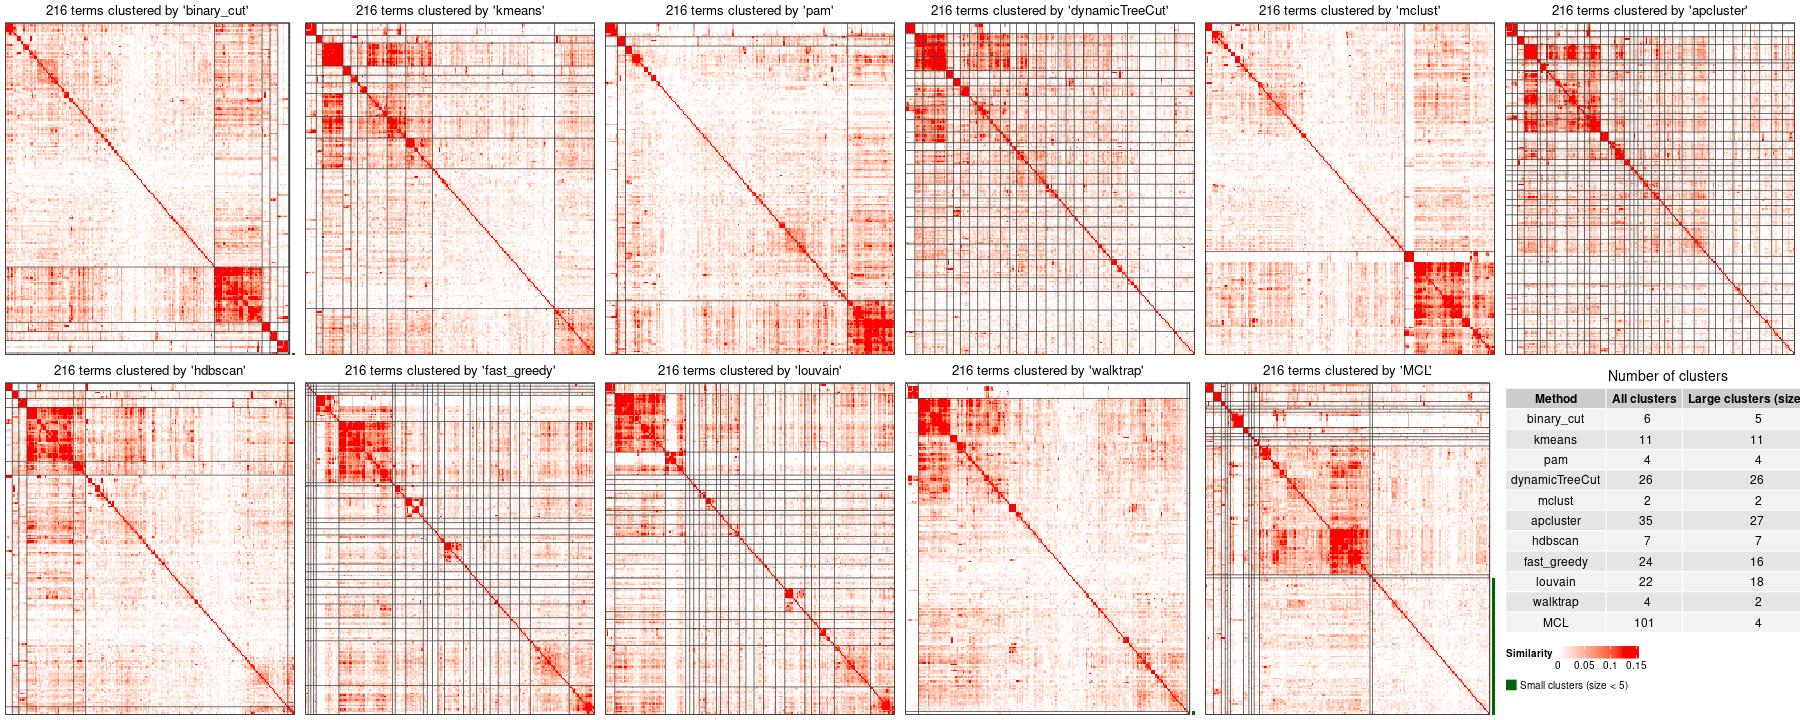 216 terms clustered by 'binary_cut'
216 terms clustered by 'kmeans'
216 terms clustered by 'pam'
216 terms clustered by 'dynamicTreeCut'
216 terms clustered by 'mclust'
216 terms clustered by 'apcluster'
216 terms clustered by 'hdbscan'
216 terms clustered by 'fast_greedy'
216 terms clustered by 'louvain'
216 terms clustered by 'walktrap'
216 terms clustered by 'MCL'
Number of clusters
Method All clusters Large clusters (size
binary_cut 6 5
kmeans 11 11
pam 4 4
dynamicTreeCut 26 26
mclust 2 2
apcluster 35 27
hdbscan 7 7
fast_greedy 24 16
louvain 22 18
walktrap 4 2
MCL 101 4
Similarity
0 0.05 0.1 0.15
Small clusters (size < 5)